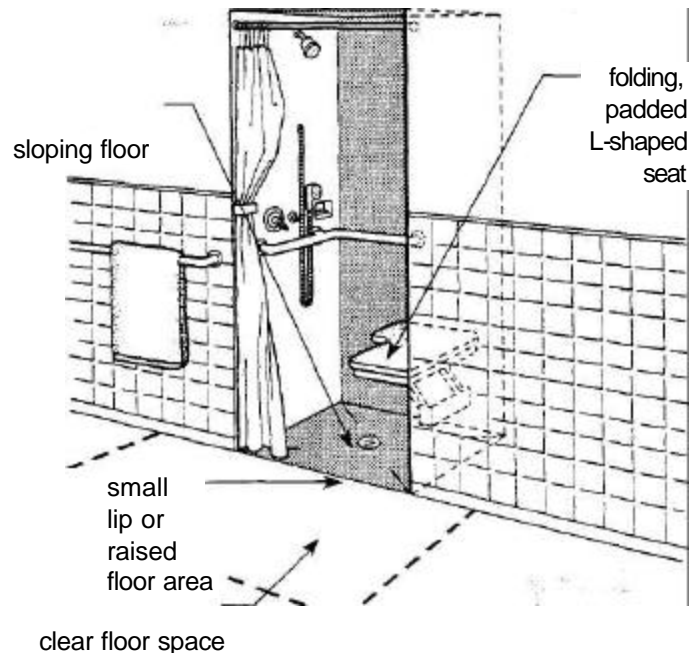 folding,
padded
L-shaped
seat
sloping floor
small
lip or
raised
floor area
clear floor space